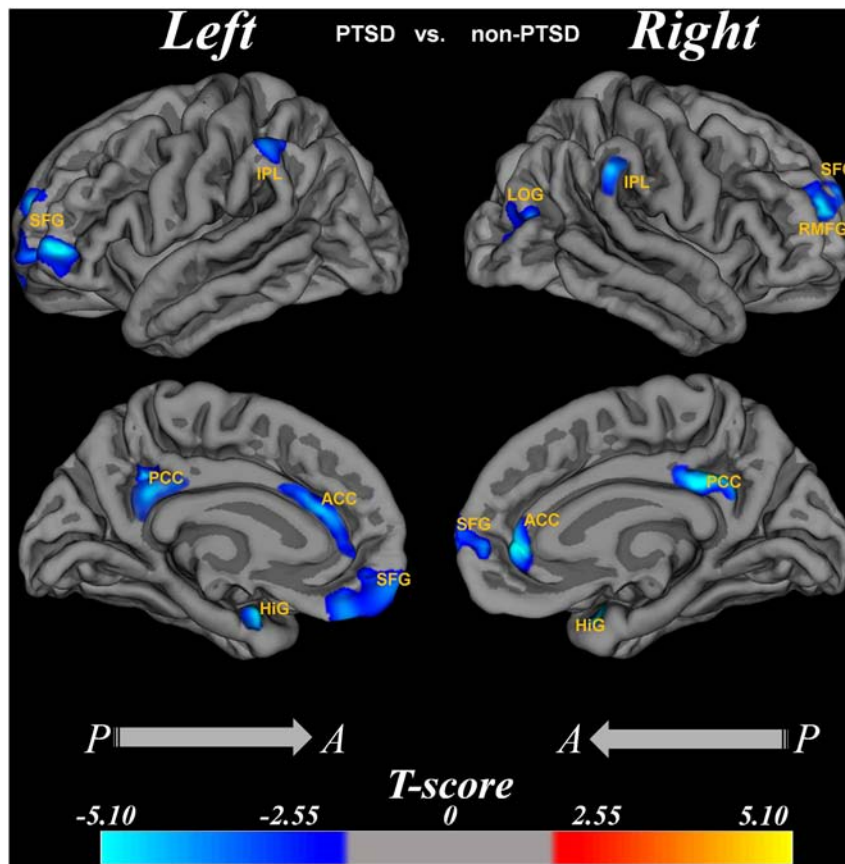 Left PTSD vs. non-PTSD Right
IPL
SFG
LOG
IPL
SFG
RMFG
PCC
ACC
SFG
HiG
PCC
ACC
SFG
HiG
P A
A P
T-score
-5.10 -2.55 0 2.55 5.10